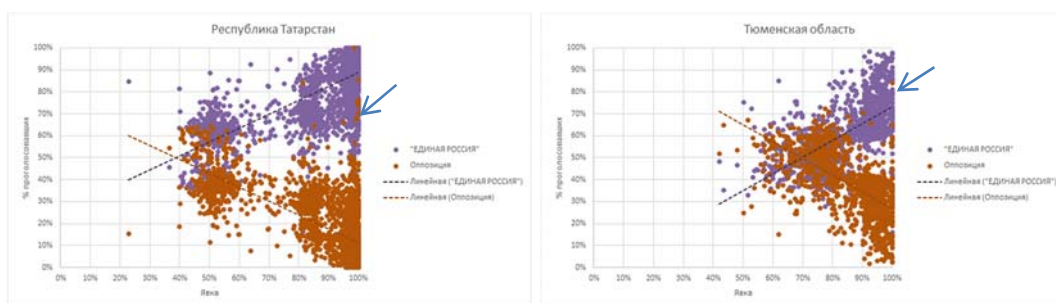 Республика Татарстан
100%
90%
80%
70%
60%
50%
40%
30%
20%
10%
0%
% проголосовавших
0% 10% 20% 30% 40% 50% 60% 70% 80% 90% 100%
Явка
"ЕДИНАЯ РОССИЯ"
Оппозиция
Линейная ("ЕДИНАЯ РОССИЯ")
Линейная (Оппозиция)
Тюменская область
100%
90%
80%
70%
60%
50%
40%
30%
20%
10%
0%
% проголосовавших
0% 10% 20% 30% 40% 50% 60% 70% 80% 90% 100%
Явка
"ЕДИНАЯ РОССИЯ"
Оппозиция
Линейная ("ЕДИНАЯ РОССИЯ")
Линейная (Оппозиция)